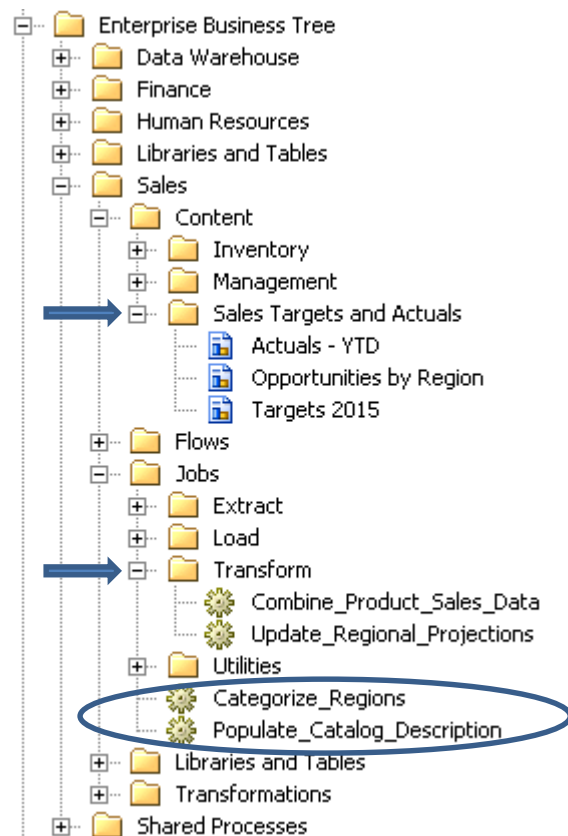 Enterprise Business Tree
Data Warehouse
Finance
Human Resources
Libraries and Tables
Sales
Content
Inventory
Management
Sales Targets and Actuals
Actuals - YTD
Opportunities by Region
Targets 2015
Flows
Jobs
Extract
Load
Transform
Combine_Product_Sales_Data
Update_Regional_Projections
Utilities
Categorize_Regions
Populate_Catalog_Description
Libraries and Tables
Transformations
Shared Processes